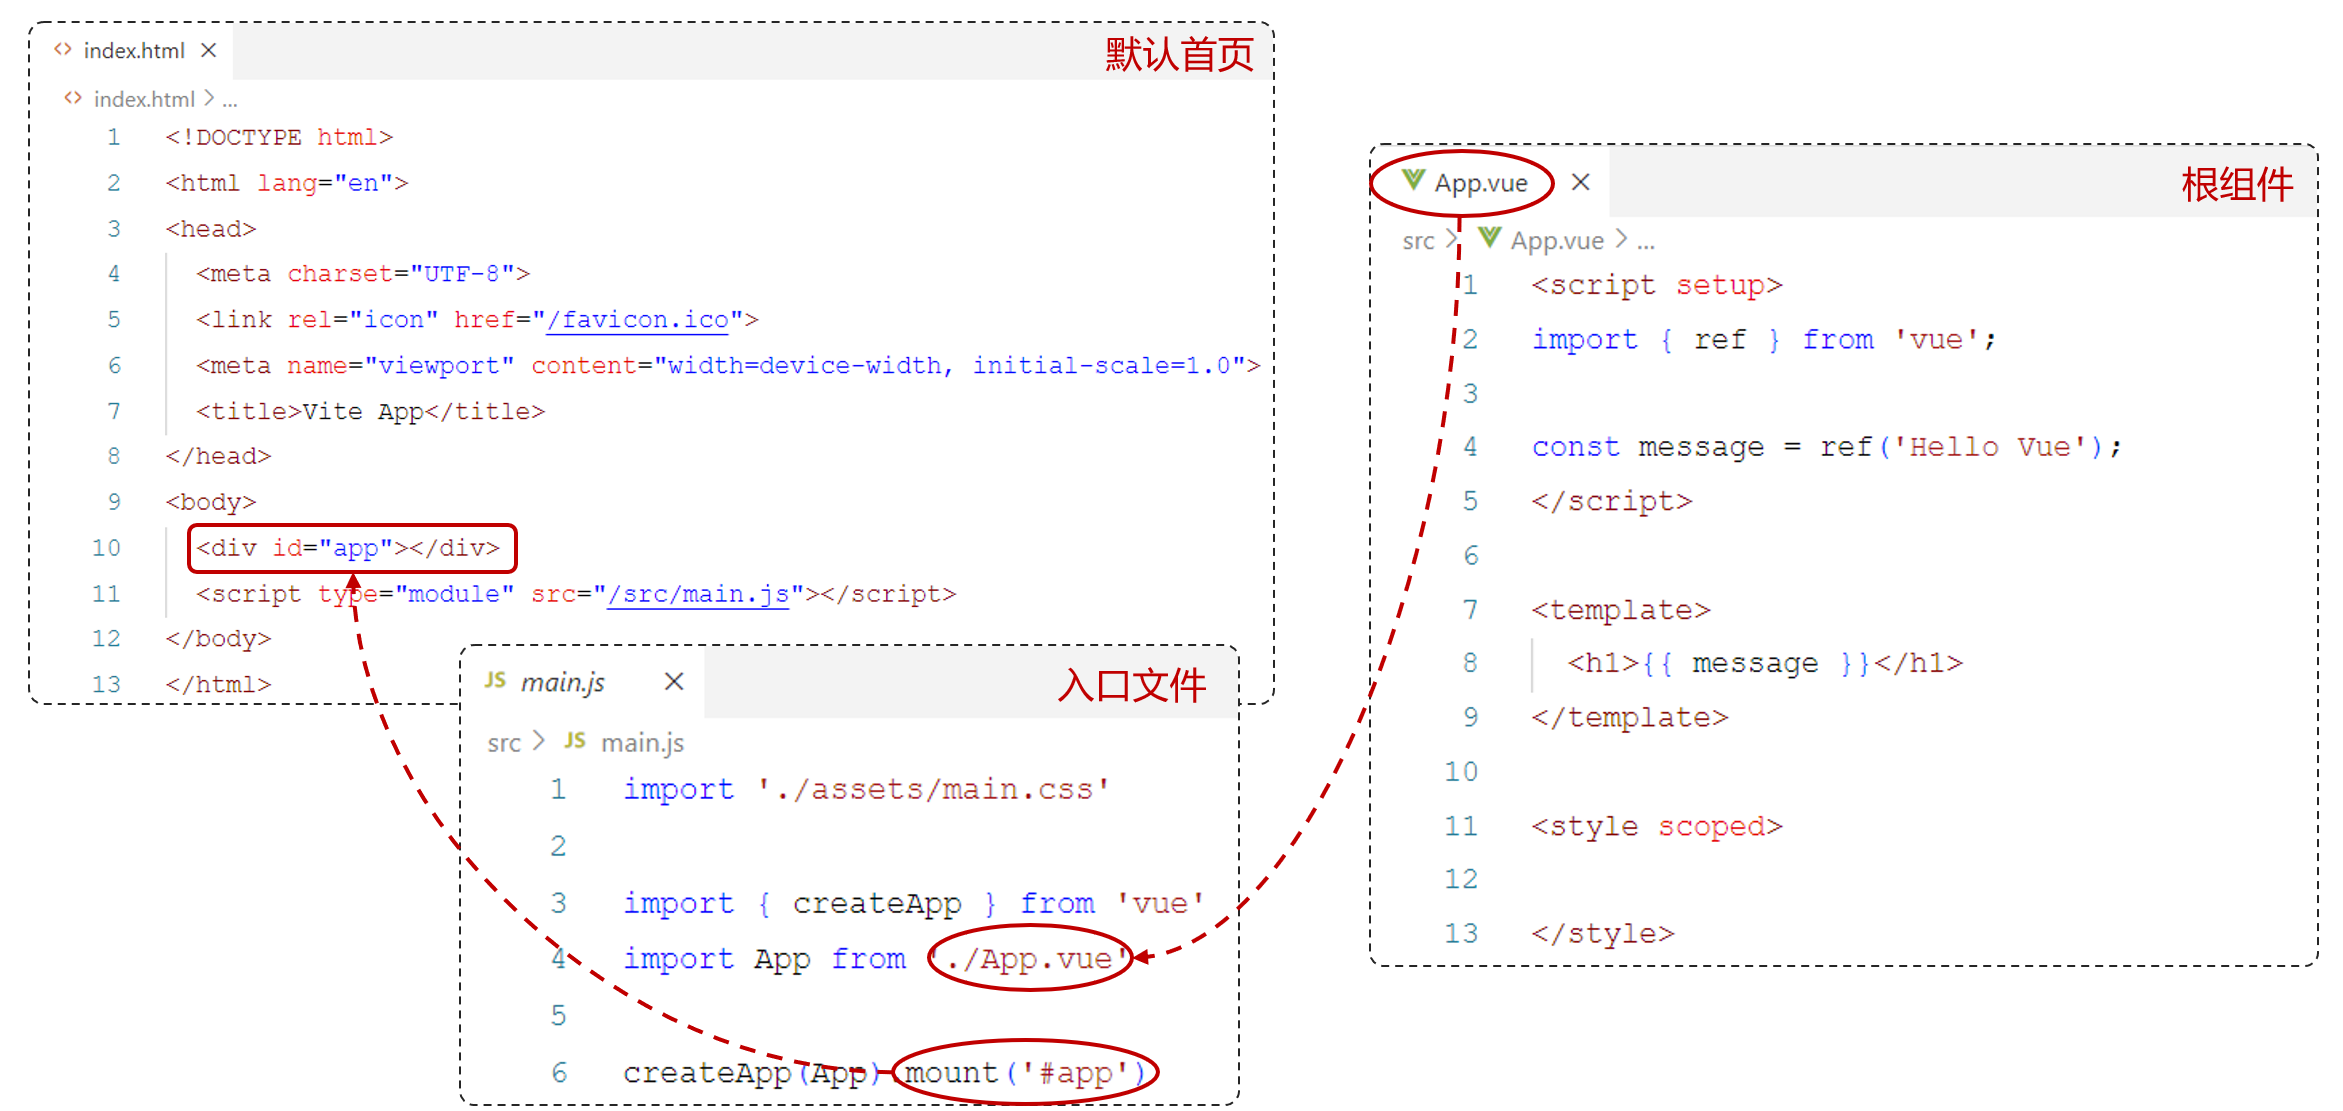 index.html
默认首页
index.html > ...
1 <!DOCTYPE html>
2 <html lang="en">
3 <head>
4 <meta charset="UTF-8">
5 <link rel="icon" href="/favicon.ico">
6 <meta name="viewport" content="width=device-width, initial-scale=1.0">
7 <title>Vite App</title>
8 </head>
9 <body>
10 <div id="app"></div>
11 <script type="module" src="/src/main.js"></script>
12 </body>
13 </html>
JS main.js
入口文件
src > JS main.js
1 import './assets/main.css'
2
3 import { createApp } from 'vue'
4 import App from './App.vue'
5
6 createApp(App).mount('#app')
App.vue
根组件
src > App.vue > ...
1 <script setup>
2 import { ref } from 'vue';
3
4 const message = ref('Hello Vue');
5 </script>
6
7 <template>
8 <h1>{{ message }}</h1>
9 </template>
10
11 <style scoped>
12
13 </style>